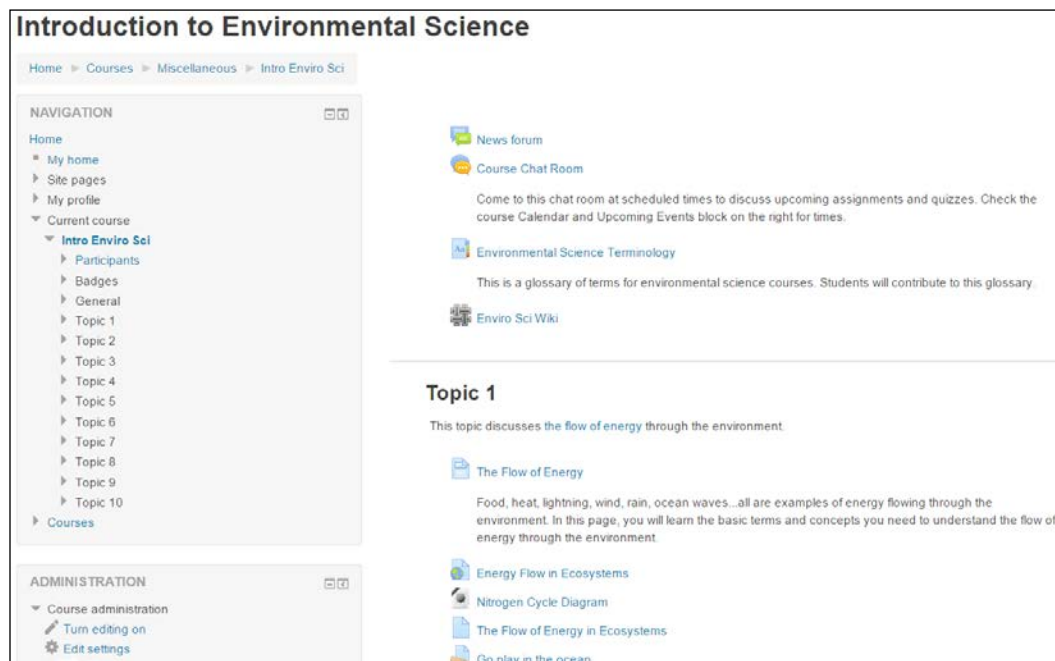 Introduction to Environmental Science
Home Courses Miscellaneous Intro Enviro Sci
NAVIGATION
Home
My home
Site pages
My profile
Current course
Intro Enviro Sci
Participants
Badges
General
Topic 1
Topic 2
Topic 3
Topic 4
Topic 5
Topic 6
Topic 7
Topic 8
Topic 9
Topic 10
Courses
ADMINISTRATION
Course administration
Turn editing on
Edit settings
News forum
Course Chat Room
Come to this chat room at scheduled times to discuss upcoming assignments and quizzes. Check the
course Calendar and Upcoming Events block on the right for times.
Environmental Science Terminology
This is a glossary of terms for environmental science courses. Students will contribute to this glossary.
Enviro Sci Wiki
Topic 1
This topic discusses the flow of energy through the environment.
The Flow of Energy
Food, heat, lightning, wind, rain, ocean waves...all are examples of energy flowing through the
environment. In this page, you will learn the basic terms and concepts you need to understand the flow of
energy through the environment.
Energy Flow in Ecosystems
Nitrogen Cycle Diagram
The Flow of Energy in Ecosystems
Go play in the ocean